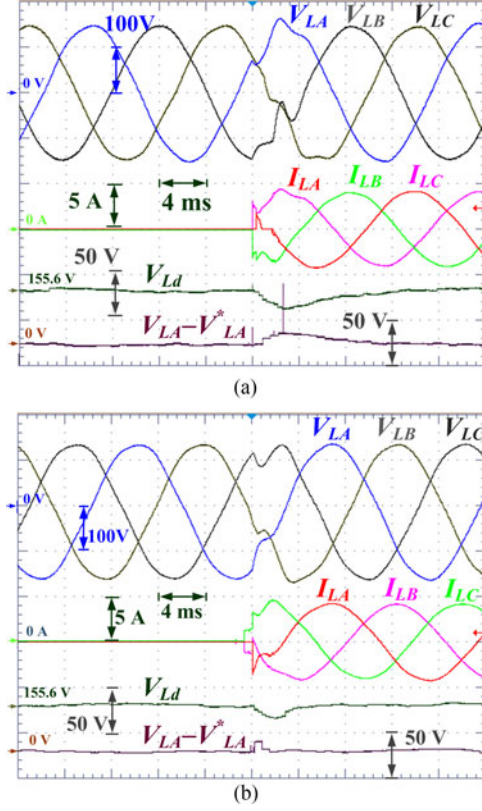 100V
V_LA V_LB V_LC
0 V
5 A
4 ms
I_LA I_LB I_LC
0 A
50 V
155.6 V
V_Ld
50 V
0 V
V_LA–V*_LA
(a)
V_LA V_LB V_LC
0 V
100V
5 A
4 ms
I_LA I_LB I_LC
0 A
155.6 V
V_Ld
50 V
V_LA–V*_LA
50 V
0 V
(b)